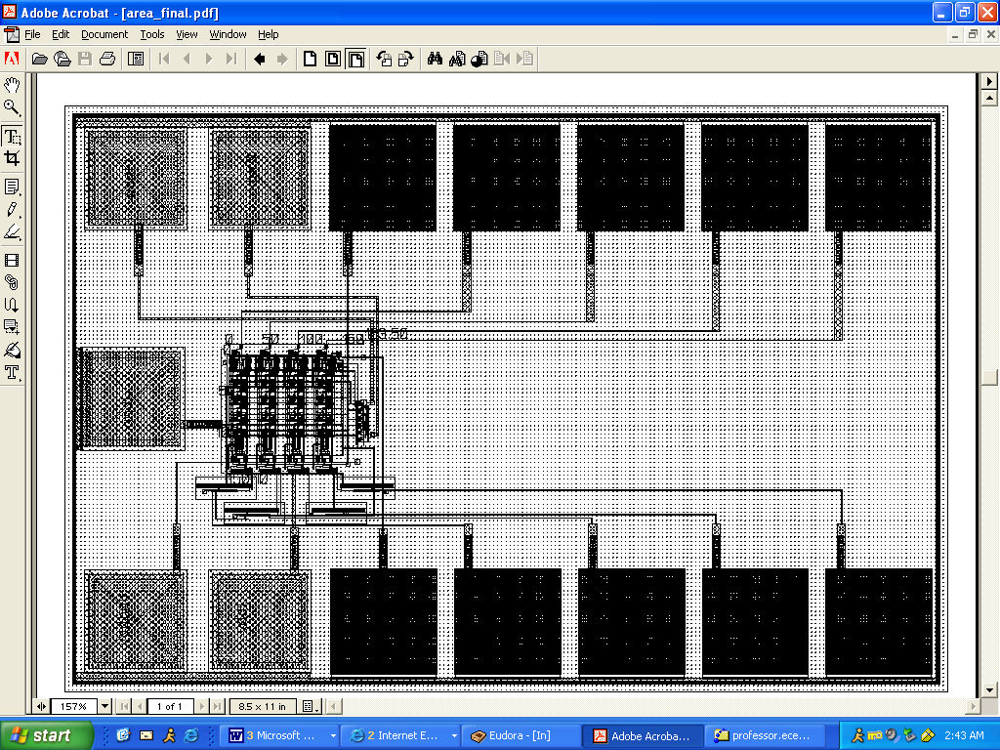 Adobe Acrobat - [area_final.pdf]
File Edit Document Tools View Window Help
157% 1 of 1 8.5 x 11 in
start 3 Microsoft ... 2 Internet E... Eudora - [In] Adobe Acroba... professor.ece... 2:43 AM